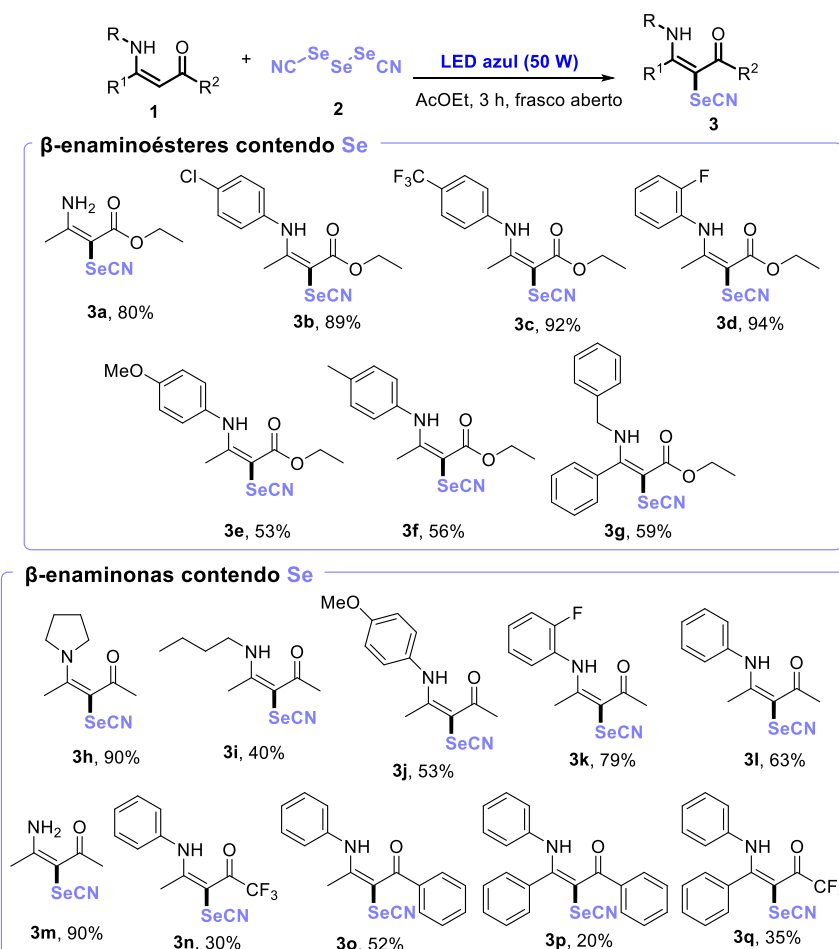 R NH O + NC Se Se Se CN LED azul (50 W) R NH O
R¹ R² AcOEt, 3 h, frasco aberto R¹ R²
1 2 SeCN
3
β-enaminoésteres contendo Se
NH₂ O O SeCN
3a, 80%
Cl NH O O SeCN
3b, 89%
F₃C NH O O SeCN
3c, 92%
F NH O O SeCN
3d, 94%
MeO NH O O SeCN
3e, 53%
NH O O SeCN
3f, 56%
NH O O SeCN
3g, 59%
β-enaminonas contendo Se
N O SeCN
3h, 90%
NH O SeCN
3i, 40%
MeO NH O SeCN
3j, 53%
F NH O SeCN
3k, 79%
NH O SeCN
3l, 63%
NH₂ O SeCN
3m, 90%
NH O CF₃ SeCN
3n, 30%
NH O SeCN
3o, 52%
NH O SeCN
3p, 20%
NH O CF SeCN
3q, 35%